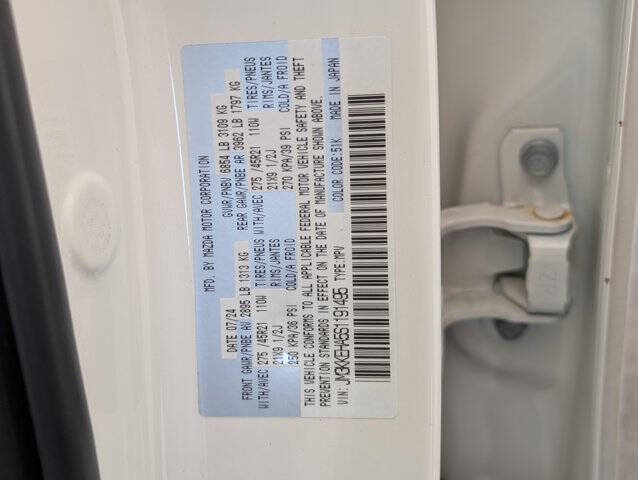 MFD. BY MAZDA MOTOR CORPORATION
DATE 07/24 GVWR/PNBV 6854 LB 3109 KG
FRONT GAWR/PNBE AV 2895 LB 1313 KG REAR GAWR/PNBE AR 3962 LB 1797 KG
WITH/AVEC 275 /45R21 110W TIRES/PNEUS WITH/AVEC 275 /45R21 110W TIRES/PNEUS
21X9 1/2J RIMS/JANTES 21X9 1/2J RIMS/JANTES
250 KPA/36 PSI COLD/A FROID 270 KPA/39 PSI COLD/A FROID
THIS VEHICLE CONFORMS TO ALL APPLICABLE FEDERAL MOTOR VEHICLE SAFETY AND THEFT
PREVENTION STANDARDS IN EFFECT ON THE DATE OF MANUFACTURE SHOWN ABOVE.
VIN: JM3KKEHA5S1191495 TYPE:MPV COLOR CODE:51K MADE IN JAPAN